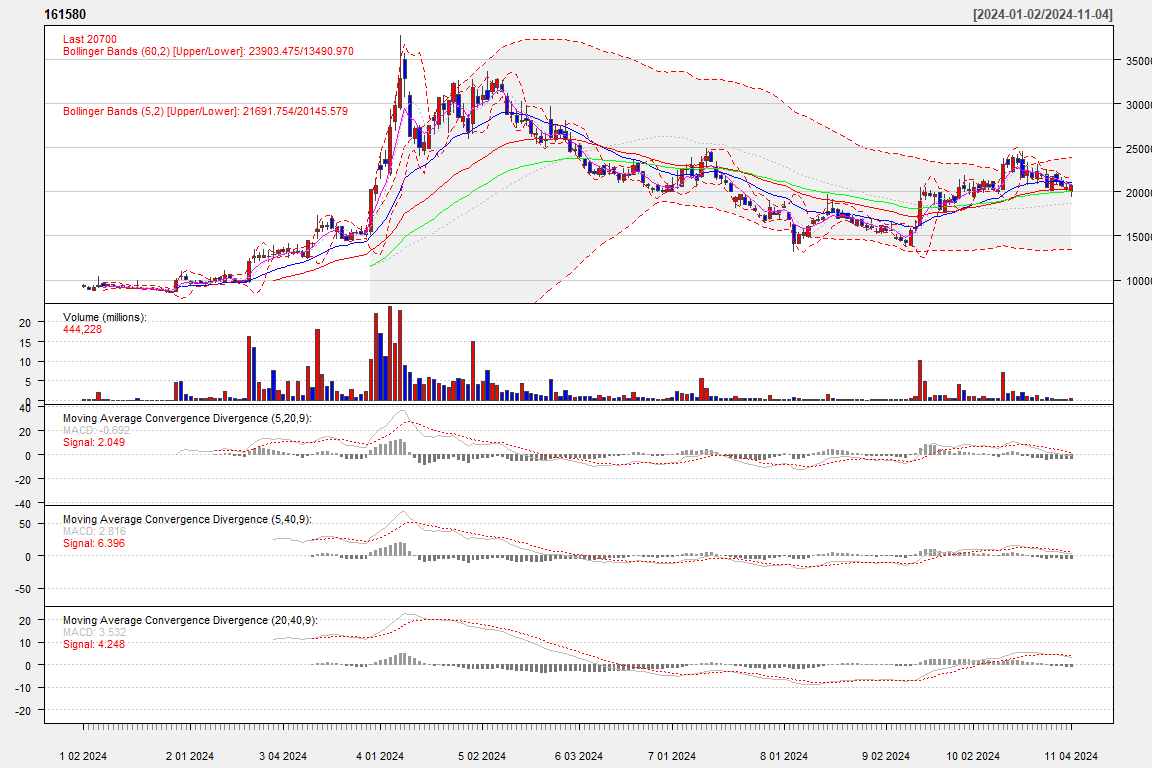 161580 [2024-01-02/2024-11-04]
Last 20700
Bollinger Bands (60,2) [Upper/Lower]: 23903.475/13490.970
Bollinger Bands (5,2) [Upper/Lower]: 21691.754/20145.579
35000
30000
25000
20000
15000
10000
Volume (millions):
444,228
20
15
10
5
0
Moving Average Convergence Divergence (5,20,9):
MACD: -0.692
Signal: 2.049
40
20
0
-20
-40
Moving Average Convergence Divergence (5,40,9):
MACD: 2.816
Signal: 6.396
50
0
-50
Moving Average Convergence Divergence (20,40,9):
MACD: 3.532
Signal: 4.248
20
10
0
-10
-20
1 02 2024 2 01 2024 3 04 2024 4 01 2024 5 02 2024 6 03 2024 7 01 2024 8 01 2024 9 02 2024 10 02 2024 11 04 2024